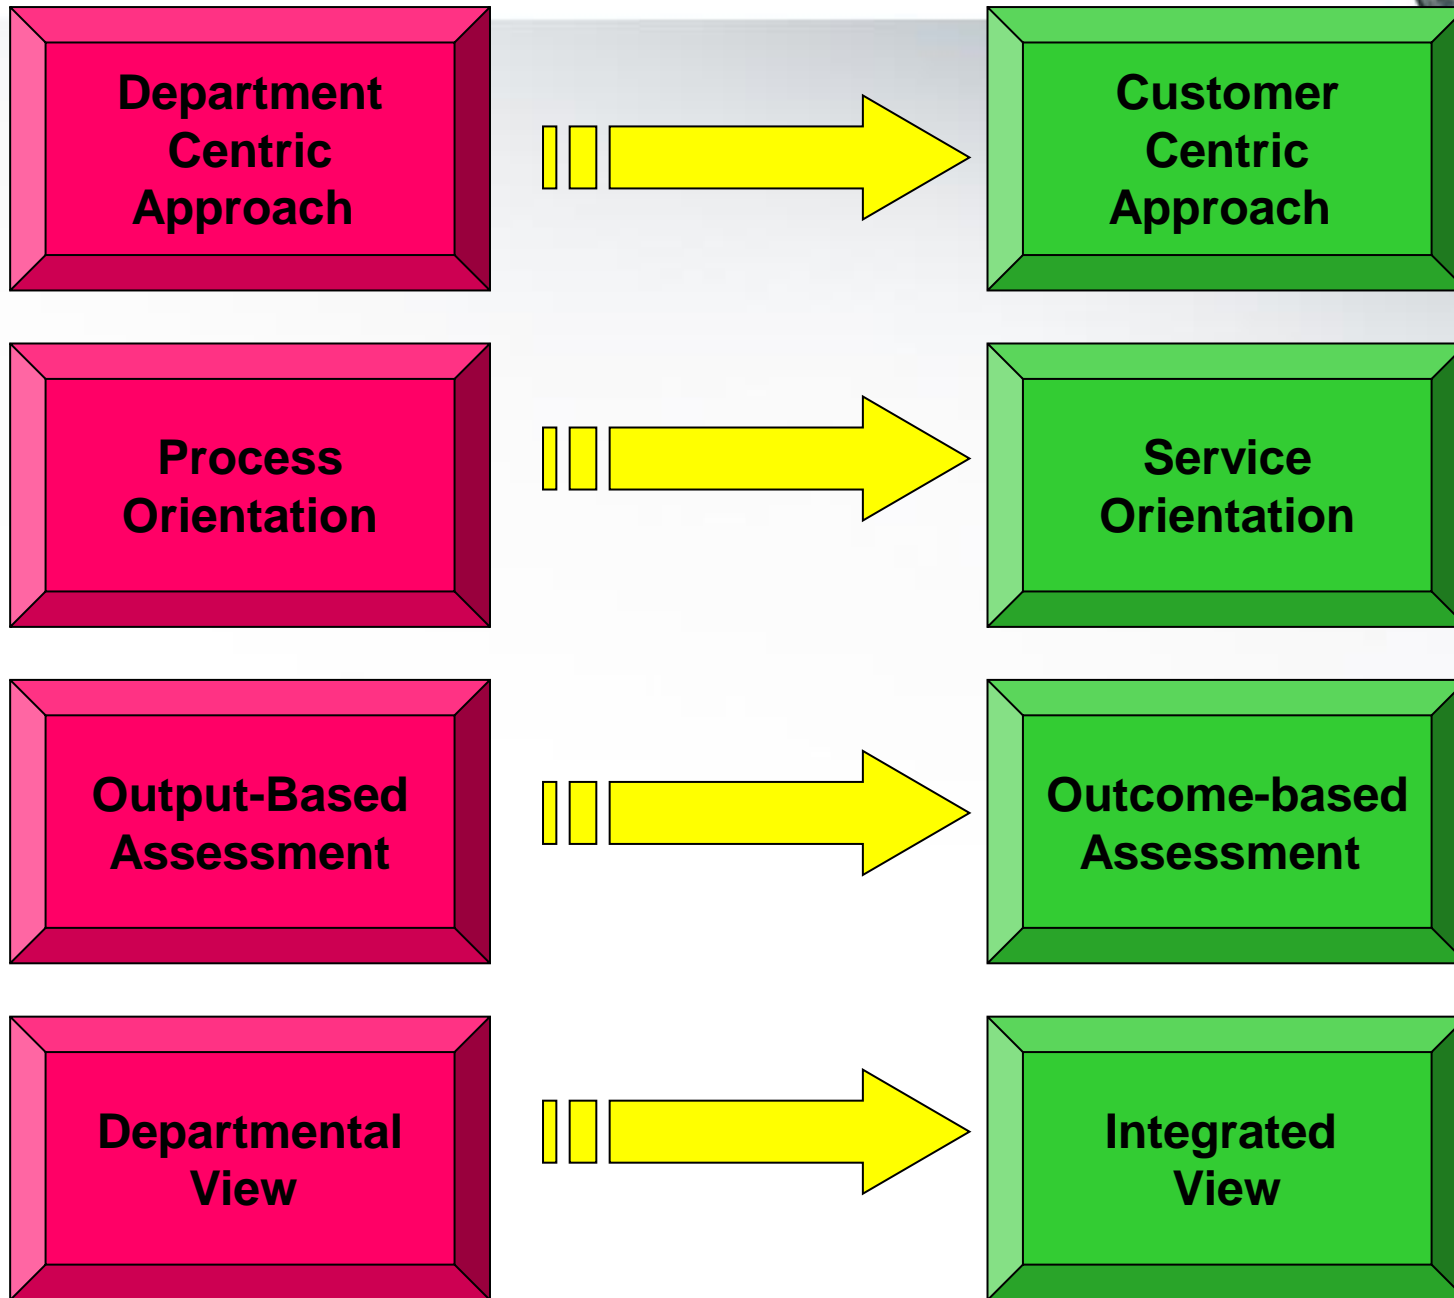 Department
Centric
Approach
Customer
Centric
Approach
Process
Orientation
Service
Orientation
Output-Based
Assessment
Outcome-based
Assessment
Departmental
View
Integrated
View